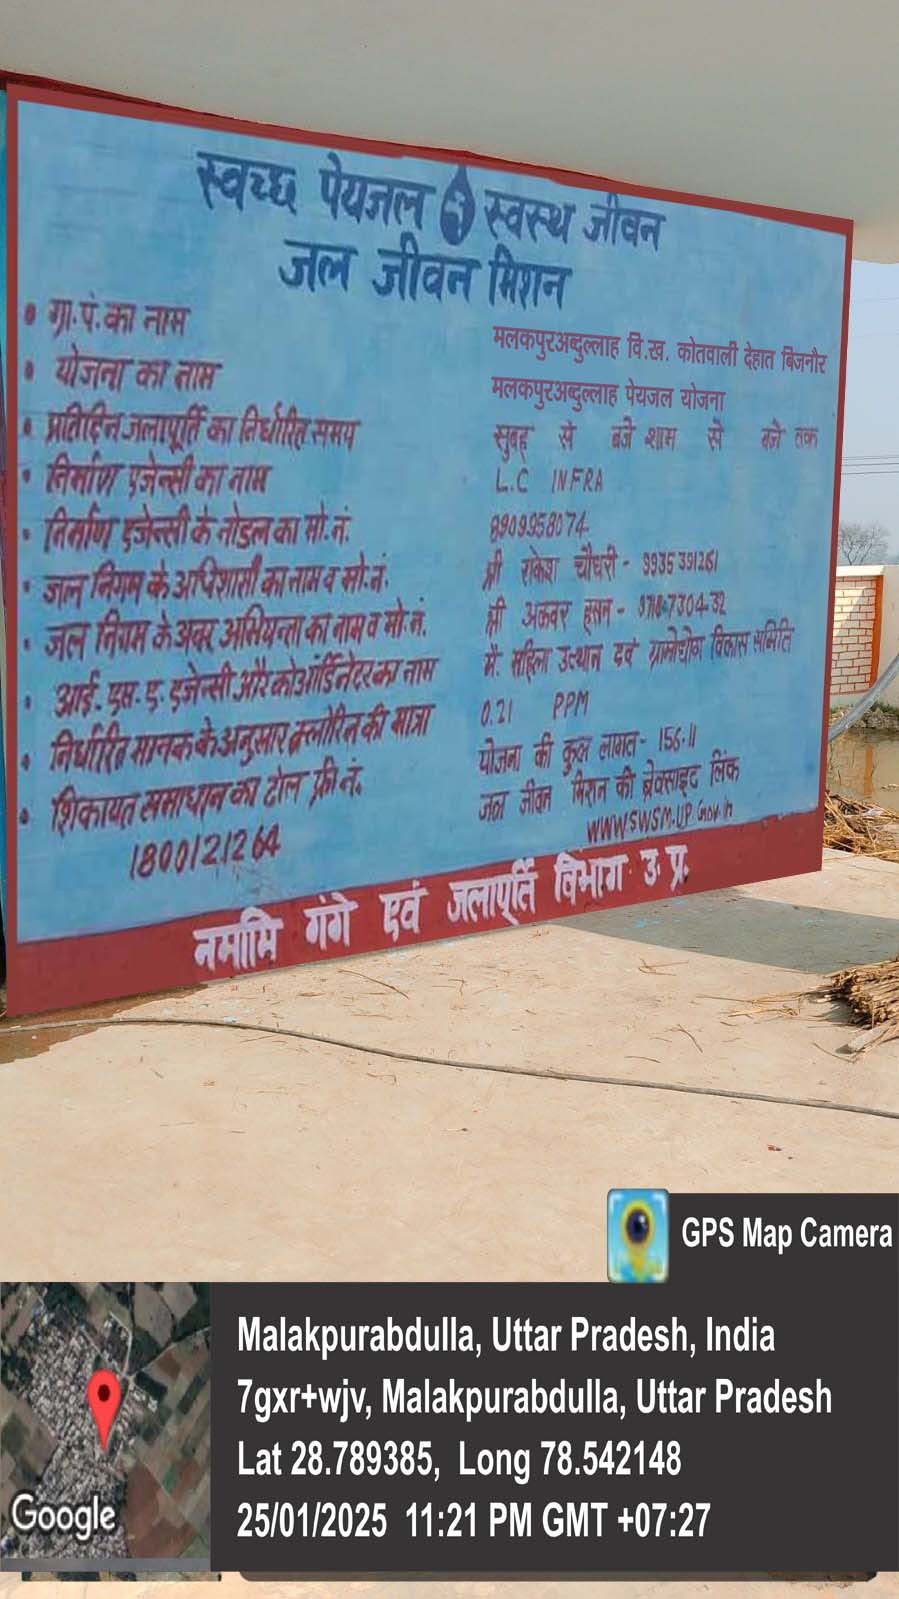 स्वच्छ पेयजल स्वस्थ जीवन
जल जीवन मिशन
• ग्रा.पं.का नाम मलकपुरअब्दुल्लाह वि.ख. कोतवाली देहात बिजनौर
• योजना का नाम मलकपुरअब्दुल्लाह पेयजल योजना
• प्रतिदिन जलापूर्ति का निर्धारित समय सुबह से बजे शाम से बजे तक
• निर्माण एजेन्सी का नाम L.C INFRA
• निर्माण एजेन्सी के नोडल का मो.नं. 8909958074-
• जल निगम के अधिशासी का नाम व मो.नं. श्री राकेश चौधरी - 9935391261
• जल निगम के अवर अभियन्ता का नाम व मो.नं. श्री अकवर हसन -
• आई. एस. ए. एजेन्सी और कोऑर्डिनेटर का नाम मै. महिला उत्थान एवं ग्रामोद्योग विकास समिति
• निर्धारित मानक के अनुसार क्लोरिन की मात्रा 0.21 PPM
• शिकायत समाधान का टोल फ्री नं. योजना की कुल लागत - 156.11
1800121264 जल जीवन मिशन की बेवसाइट लिंक
www.swsm.up.Gov.in
नमामि गंगे एवं जलापूर्ति विभाग उ.प्र.
GPS Map Camera
Malakpurabdulla, Uttar Pradesh, India
7gxr+wjv, Malakpurabdulla, Uttar Pradesh
Lat 28.789385, Long 78.542148
25/01/2025 11:21 PM GMT +07:27
Google